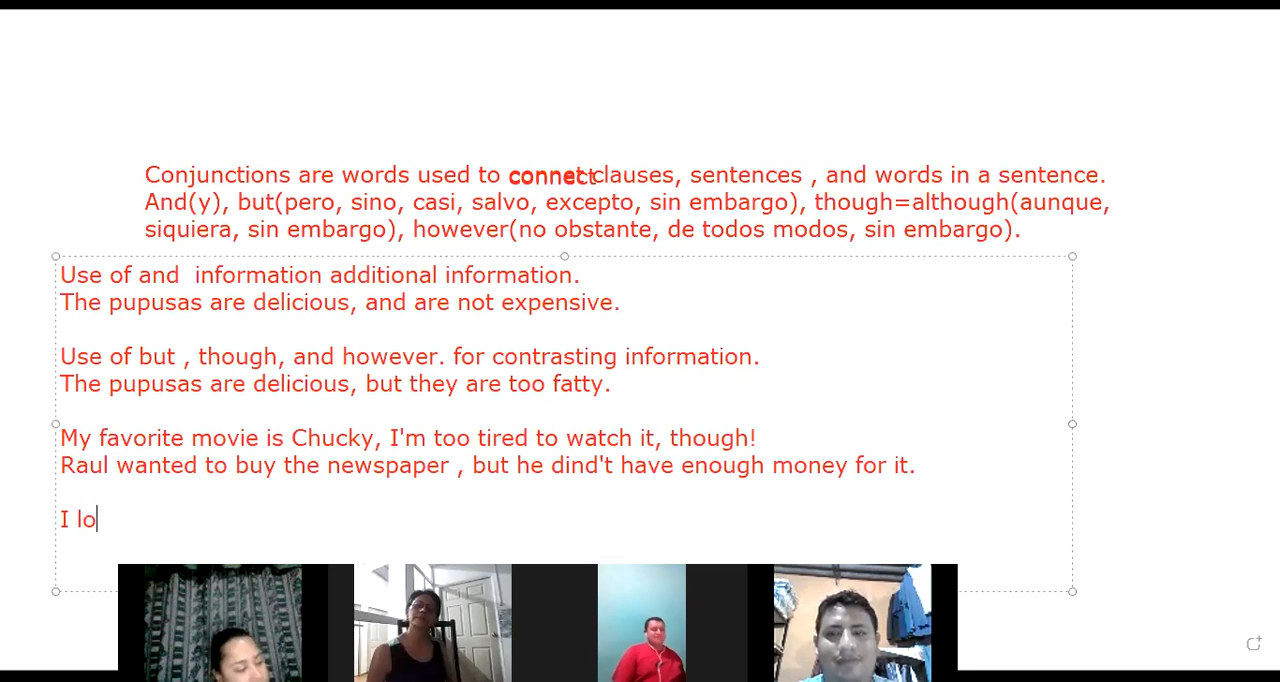 Conjunctions are words used to connect clauses, sentences , and words in a sentence.
And(y), but(pero, sino, casi, salvo, excepto, sin embargo), though=although(aunque,
siquiera, sin embargo), however(no obstante, de todos modos, sin embargo).
Use of and  information additional information.
The pupusas are delicious, and are not expensive.
Use of but , though, and however. for contrasting information.
The pupusas are delicious, but they are too fatty.
My favorite movie is Chucky, I'm too tired to watch it, though!
Raul wanted to buy the newspaper , but he dind't have enough money for it.
I lo